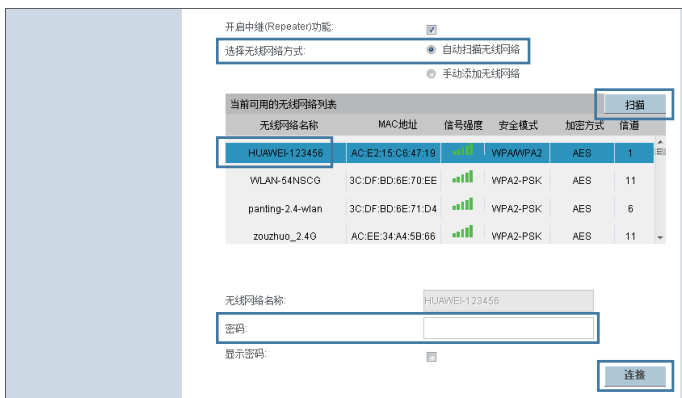 开启中继(Repeater)功能:
选择无线网络方式: 自动扫描无线网络
手动添加无线网络
当前可用的无线网络列表 扫描
无线网络名称 MAC地址 信号强度 安全模式 加密方式 信道
HUAWEI-123456 AC:E2:15:C6:47:19 WPA/WPA2 AES 1
WLAN-54NSCG 3C:DF:BD:6E:70:EE WPA2-PSK AES 11
panting-2.4-wlan 3C:DF:BD:6E:71:D4 WPA2-PSK AES 6
zouzhuo_2.4G AC:EE:34:A4:5B:66 WPA2-PSK AES 11
无线网络名称: HUAWEI-123456
密码:
显示密码:
连接